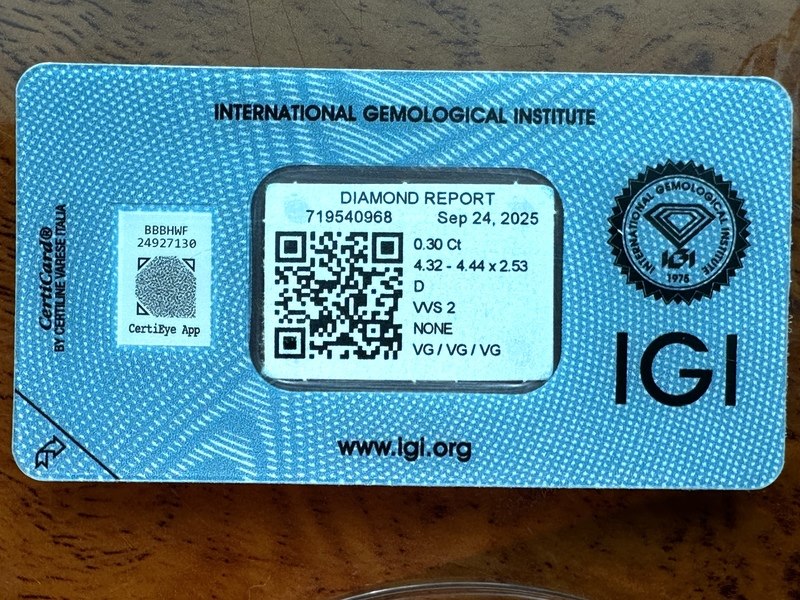 INTERNATIONAL GEMOLOGICAL INSTITUTE
CertiCard®
BY CERTILINE VARESE ITALIA
BBBHWF
24927130
CertiEye App
DIAMOND REPORT
719540968 Sep 24, 2025
0.30 Ct
4.32 - 4.44 x 2.53
D
VVS 2
NONE
VG / VG / VG
INTERNATIONAL GEMOLOGICAL INSTITUTE
IGI
1975
IGI
www.igi.org